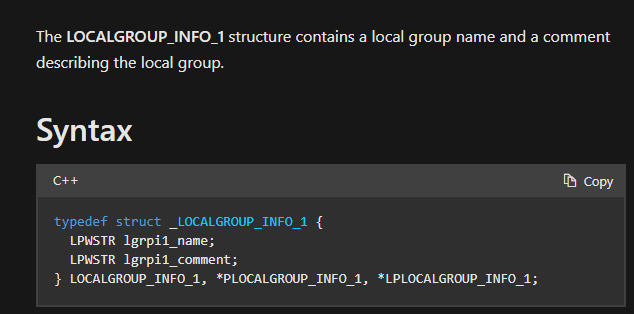 The LOCALGROUP_INFO_1 structure contains a local group name and a comment
describing the local group.
Syntax
C++ Copy
typedef struct _LOCALGROUP_INFO_1 {
  LPWSTR lgrpi1_name;
  LPWSTR lgrpi1_comment;
} LOCALGROUP_INFO_1, *PLOCALGROUP_INFO_1, *LPLOCALGROUP_INFO_1;